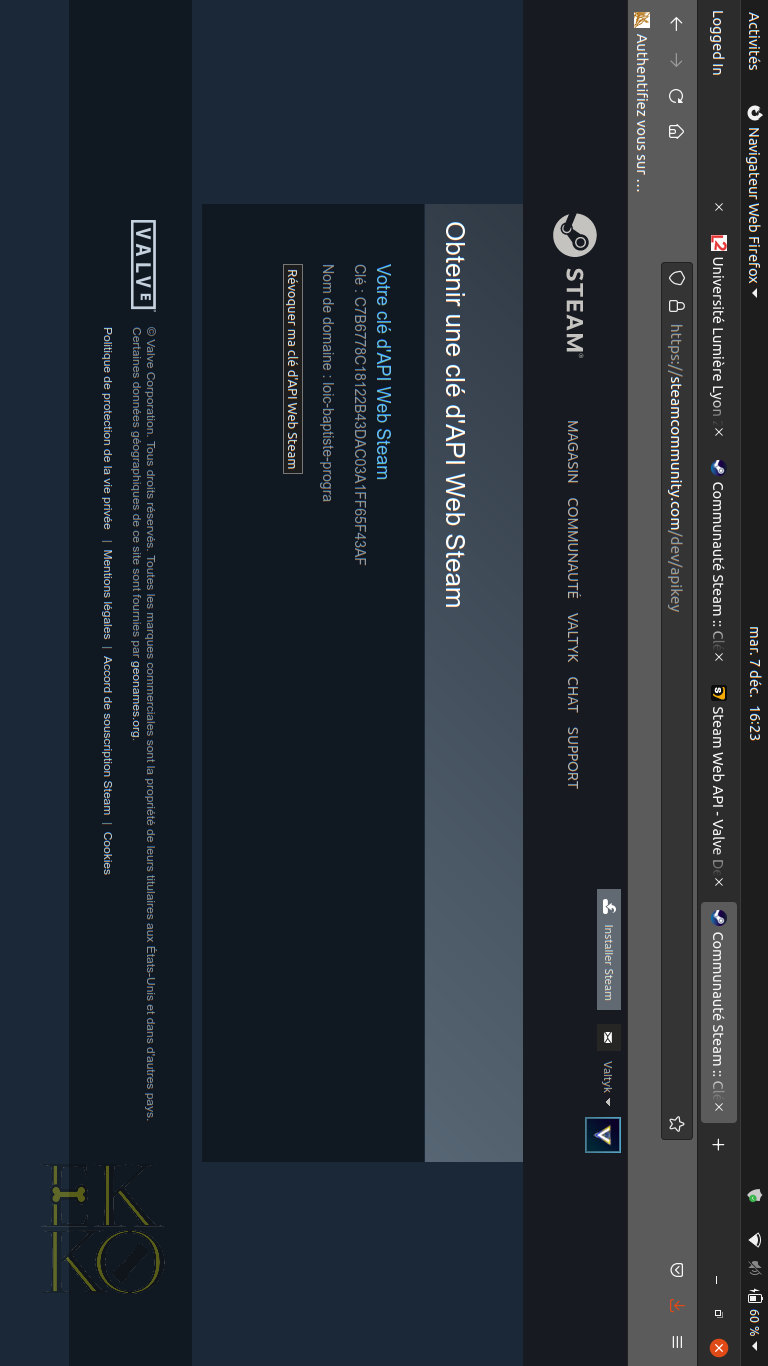 Activités Navigateur Web Firefox mar. 7 déc. 16:23 60 %
Logged In Université Lumière Lyon Communauté Steam :: Clé Steam Web API - Valve De Communauté Steam :: Clé
https://steamcommunity.com/dev/apikey
Authentifiez vous sur ...
Installer Steam Valtyk
STEAM® MAGASIN COMMUNAUTÉ VALTYK CHAT SUPPORT
Obtenir une clé d'API Web Steam
Votre clé d'API Web Steam
Clé : C7B6778C18122B43DAC03A1FF65F43AF
Nom de domaine : loic-baptiste-progra
Révoquer ma clé d'API Web Steam
VALVE
© Valve Corporation. Tous droits réservés. Toutes les marques commerciales sont la propriété de leurs titulaires aux États-Unis et dans d'autres pays.
Certaines données géographiques de ce site sont fournies par geonames.org.
Politique de protection de la vie privée | Mentions légales | Accord de souscription Steam | Cookies